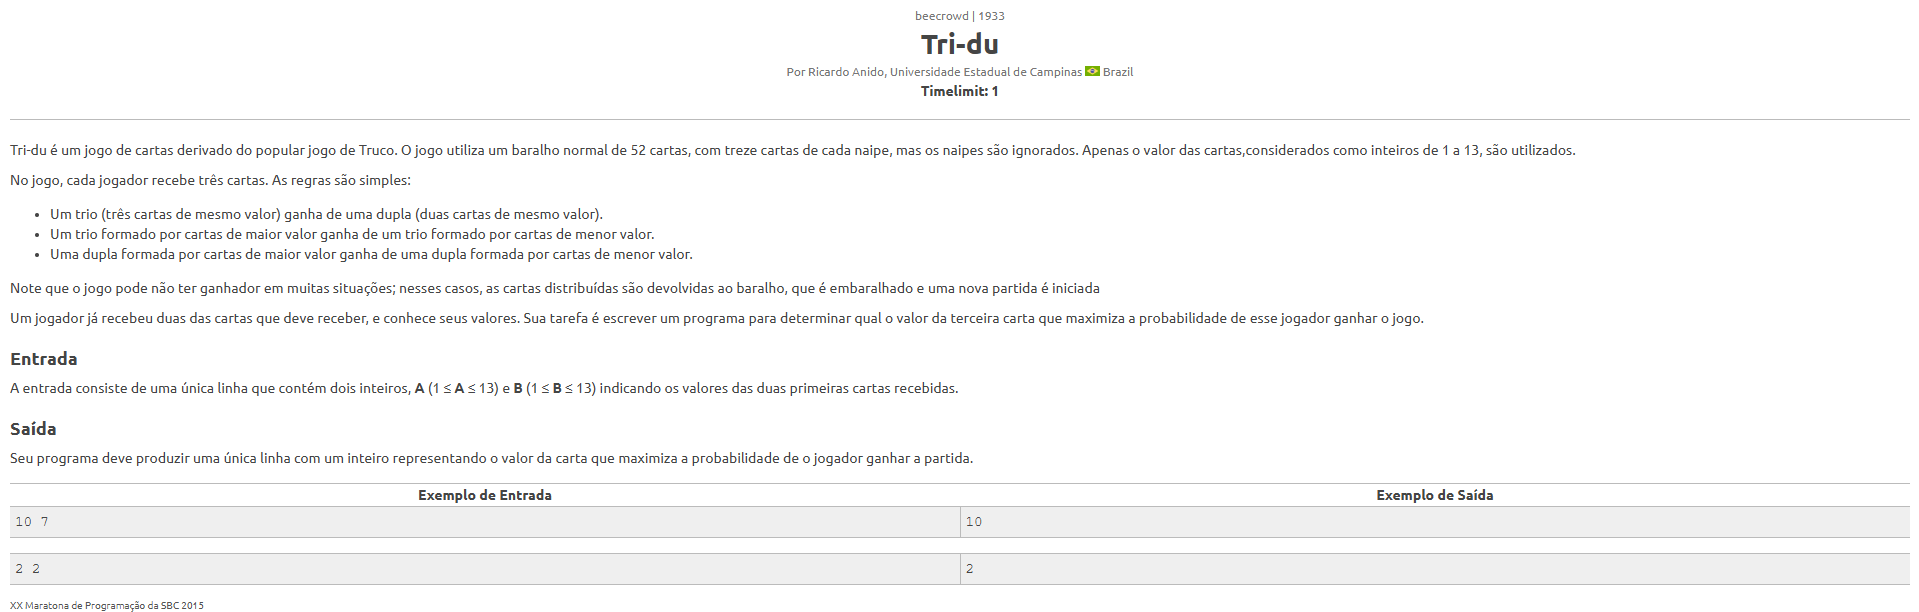 beecrowd | 1933
Tri-du
Por Ricardo Anido, Universidade Estadual de Campinas Brazil
Timelimit: 1
Tri-du é um jogo de cartas derivado do popular jogo de Truco. O jogo utiliza um baralho normal de 52 cartas, com treze cartas de cada naipe, mas os naipes são ignorados. Apenas o valor das cartas,considerados como inteiros de 1 a 13, são utilizados.
No jogo, cada jogador recebe três cartas. As regras são simples:
• Um trio (três cartas de mesmo valor) ganha de uma dupla (duas cartas de mesmo valor).
• Um trio formado por cartas de maior valor ganha de um trio formado por cartas de menor valor.
• Uma dupla formada por cartas de maior valor ganha de uma dupla formada por cartas de menor valor.
Note que o jogo pode não ter ganhador em muitas situações; nesses casos, as cartas distribuídas são devolvidas ao baralho, que é embaralhado e uma nova partida é iniciada
Um jogador já recebeu duas das cartas que deve receber, e conhece seus valores. Sua tarefa é escrever um programa para determinar qual o valor da terceira carta que maximiza a probabilidade de esse jogador ganhar o jogo.
Entrada
A entrada consiste de uma única linha que contém dois inteiros, A (1 ≤ A ≤ 13) e B (1 ≤ B ≤ 13) indicando os valores das duas primeiras cartas recebidas.
Saída
Seu programa deve produzir uma única linha com um inteiro representando o valor da carta que maximiza a probabilidade de o jogador ganhar a partida.
Exemplo de Entrada Exemplo de Saída
10 7 10
2 2 2
XX Maratona de Programação da SBC 2015